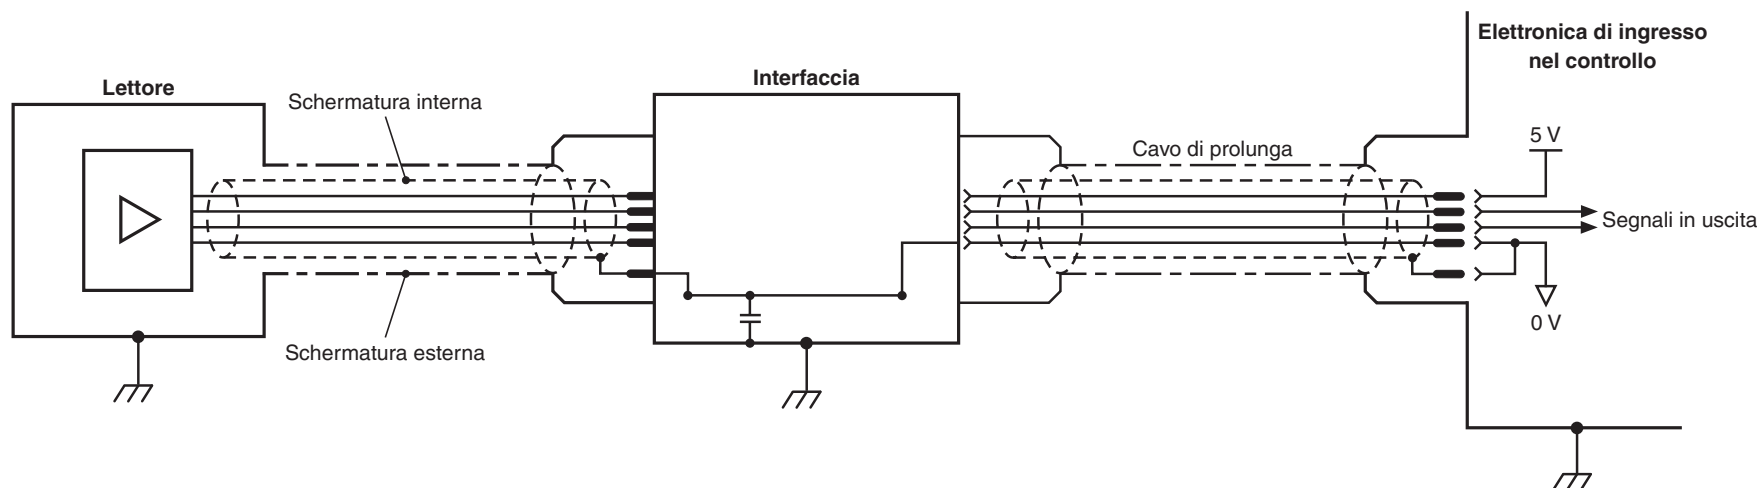 Elettronica di ingresso
nel controllo
Interfaccia
Lettore
Schermatura interna
Cavo di prolunga
5 V
Segnali in uscita
0 V
Schermatura esterna